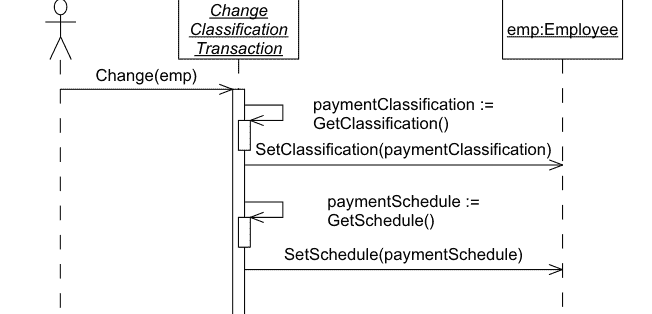 Change
Classification
Transaction
emp:Employee
Change(emp)
paymentClassification :=
GetClassification()
SetClassification(paymentClassification)
paymentSchedule :=
GetSchedule()
SetSchedule(paymentSchedule)